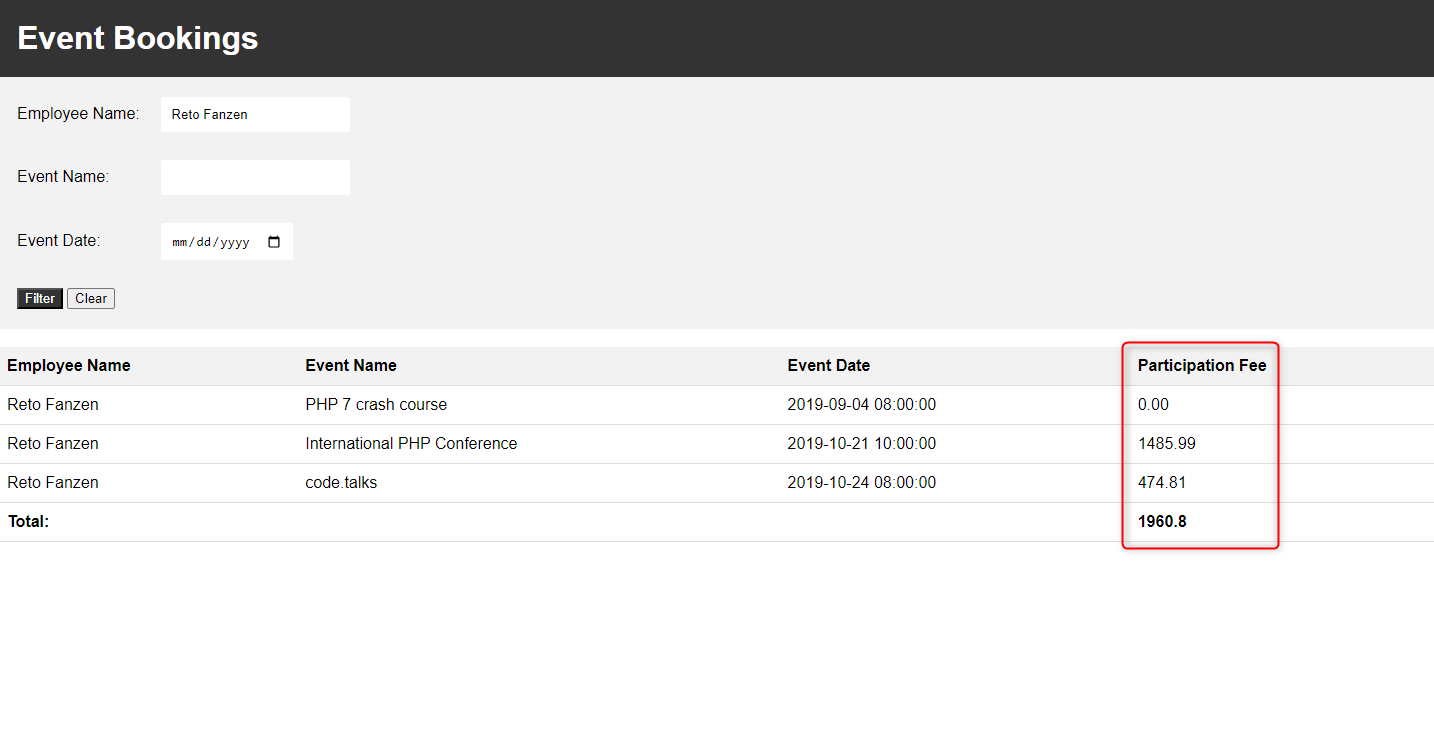 Event Bookings
Employee Name: Reto Fanzen
Event Name:
Event Date: mm/dd/yyyy
Filter Clear
Employee Name Event Name Event Date Participation Fee
Reto Fanzen PHP 7 crash course 2019-09-04 08:00:00 0.00
Reto Fanzen International PHP Conference 2019-10-21 10:00:00 1485.99
Reto Fanzen code.talks 2019-10-24 08:00:00 474.81
Total: 1960.8